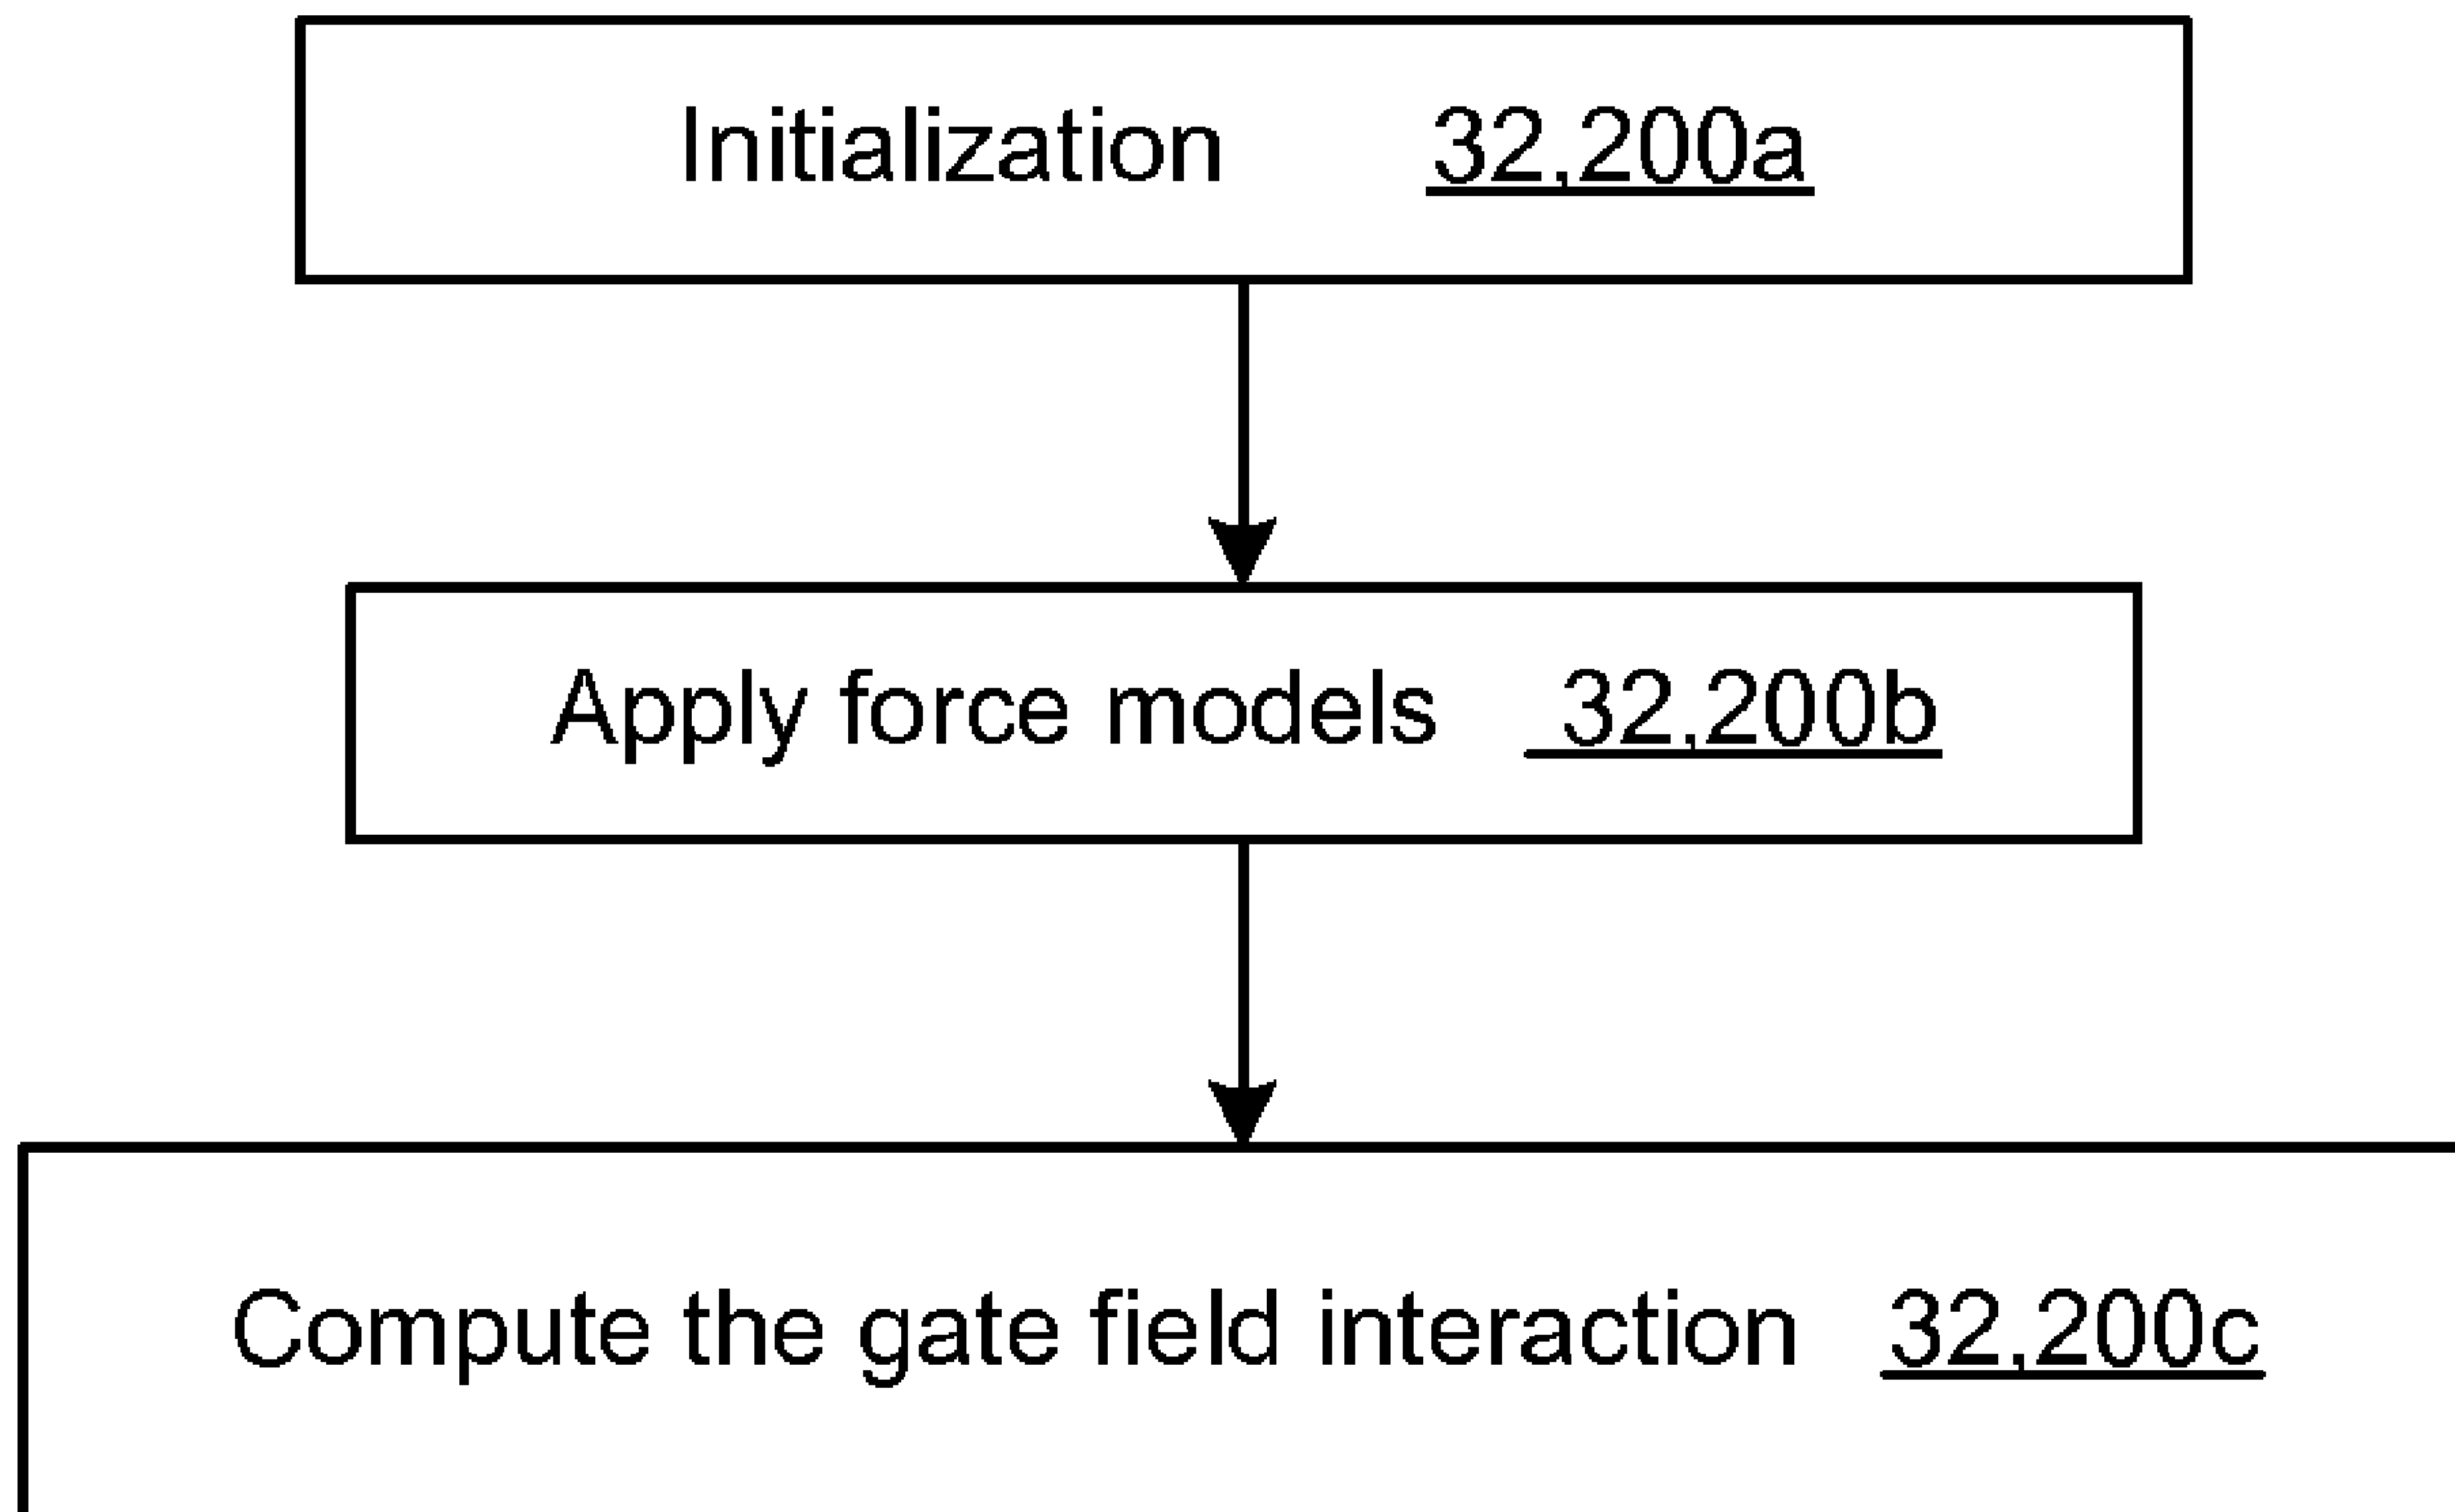 Initialization 32,200a
Apply force models 32,200b
Compute the gate field interaction 32,200c